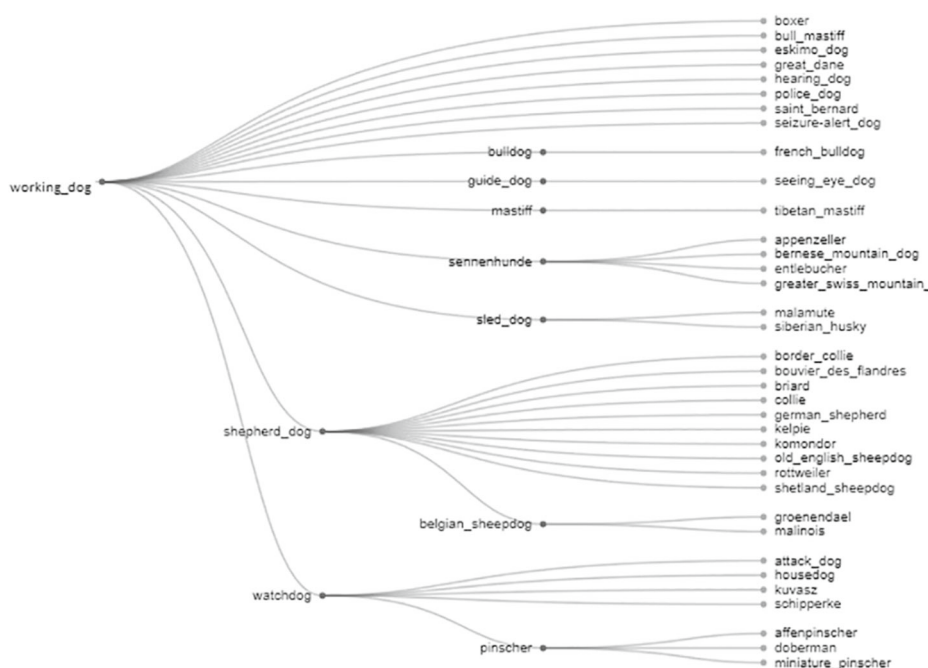 boxer
bull_mastiff
eskimo_dog
great_dane
hearing_dog
police_dog
saint_bernard
seizure-alert_dog
bulldog french_bulldog
working_dog guide_dog seeing_eye_dog
mastiff tibetan_mastiff
appenzeller
bernese_mountain_dog
sennenhunde entlebucher
greater_swiss_mountain_
malamute
sled_dog siberian_husky
border_collie
bouvier_des_flandres
briard
collie
german_shepherd
shepherd_dog kelpie
komondor
old_english_sheepdog
rottweiler
shetland_sheepdog
belgian_sheepdog groenendael
malinois
attack_dog
housedog
watchdog kuvasz
schipperke
affenpinscher
pinscher doberman
miniature_pinscher